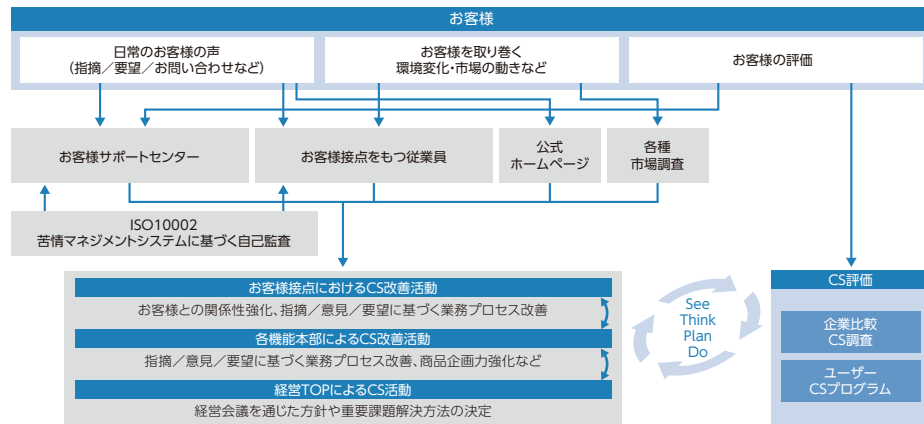 お客様
日常のお客様の声
（指摘／要望／お問い合わせなど）
お客様を取り巻く
環境変化・市場の動きなど
お客様の評価
お客様サポートセンター
お客様接点をもつ従業員
公式
ホームページ
各種
市場調査
ISO10002
苦情マネジメントシステムに基づく自己監査
お客様接点におけるCS改善活動
お客様との関係性強化、指摘／意見／要望に基づく業務プロセス改善
各機能本部によるCS改善活動
指摘／意見／要望に基づく業務プロセス改善、商品企画力強化など
経営TOPによるCS活動
経営会議を通じた方針や重要課題解決方法の決定
See
Think
Plan
Do
CS評価
企業比較
CS調査
ユーザー
CSプログラム